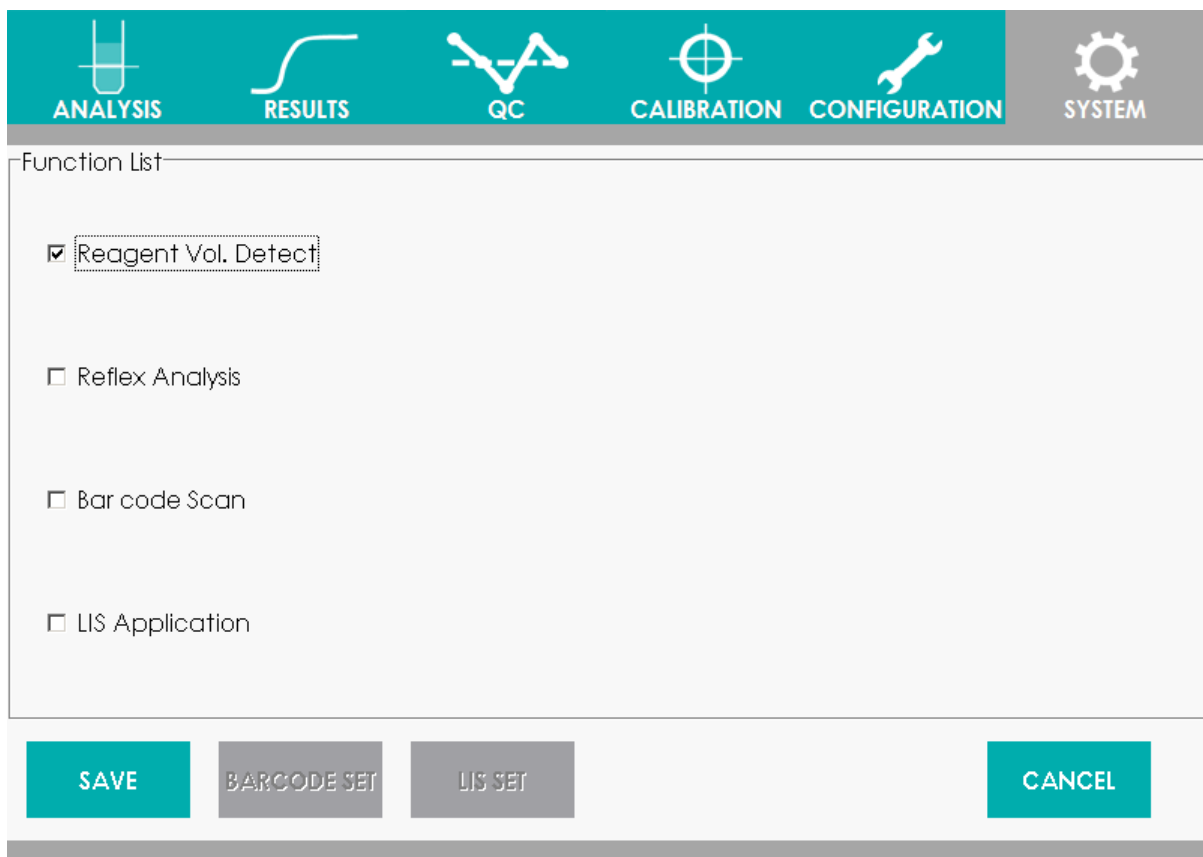 ANALYSIS RESULTS QC CALIBRATION CONFIGURATION SYSTEM
Function List
Reagent Vol. Detect
Reflex Analysis
Bar code Scan
LIS Application
SAVE BARCODE SET LIS SET CANCEL